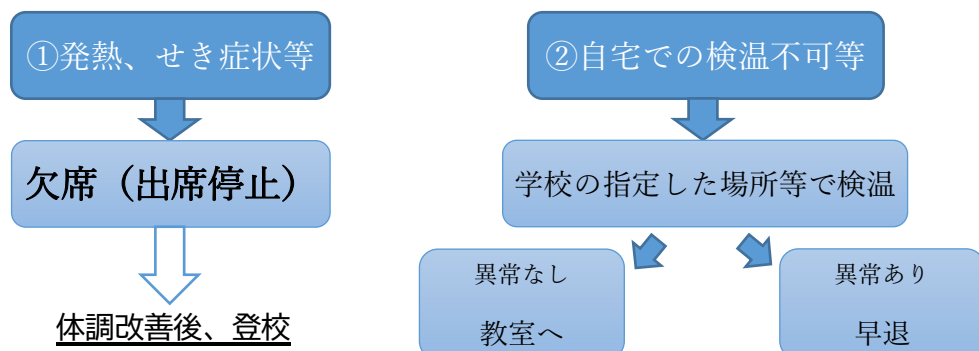 ①発熱、せき症状等
欠席（出席停止）
体調改善後、登校
②自宅での検温不可等
学校の指定した場所等で検温
異常なし
教室へ
異常あり
早退